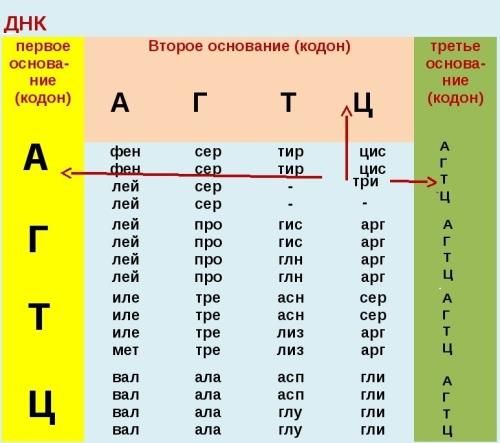 ДНК
первое основа-ние (кодон) Второе основание (кодон) третье основа-ние (кодон)
А Г Т Ц
А фен сер тир цис А
фен сер тир цис Г
лей сер - три Т
лей сер - - Ц
Г лей про гис арг А
лей про гис арг Г
лей про глн арг Т
лей про глн арг Ц
Т иле тре асн сер А
иле тре асн сер Г
иле тре лиз арг Т
мет тре лиз арг Ц
Ц вал ала асп гли А
вал ала асп гли Г
вал ала глу гли Т
вал ала глу гли Ц